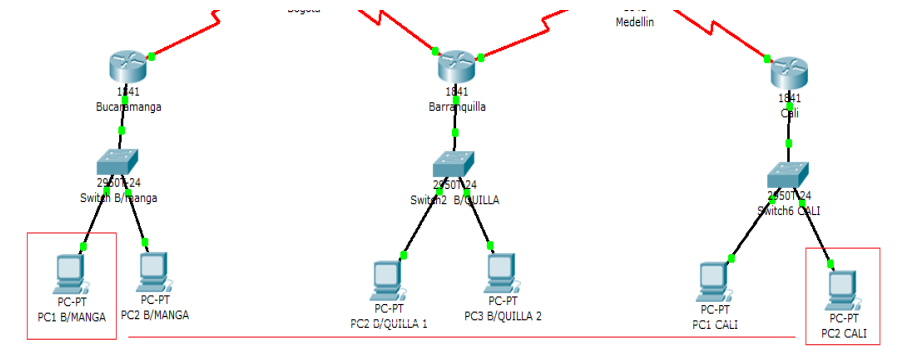 Bogota
1841
Medellin
1841
Bucaramanga
1841
Barranquilla
1841
Cali
2950T-24
Switch B/manga
2950T-24
Switch2 B/QUILLA
2950T-24
Switch6 CALI
PC-PT
PC1 B/MANGA
PC-PT
PC2 B/MANGA
PC-PT
PC2 D/QUILLA 1
PC-PT
PC3 B/QUILLA 2
PC-PT
PC1 CALI
PC-PT
PC2 CALI